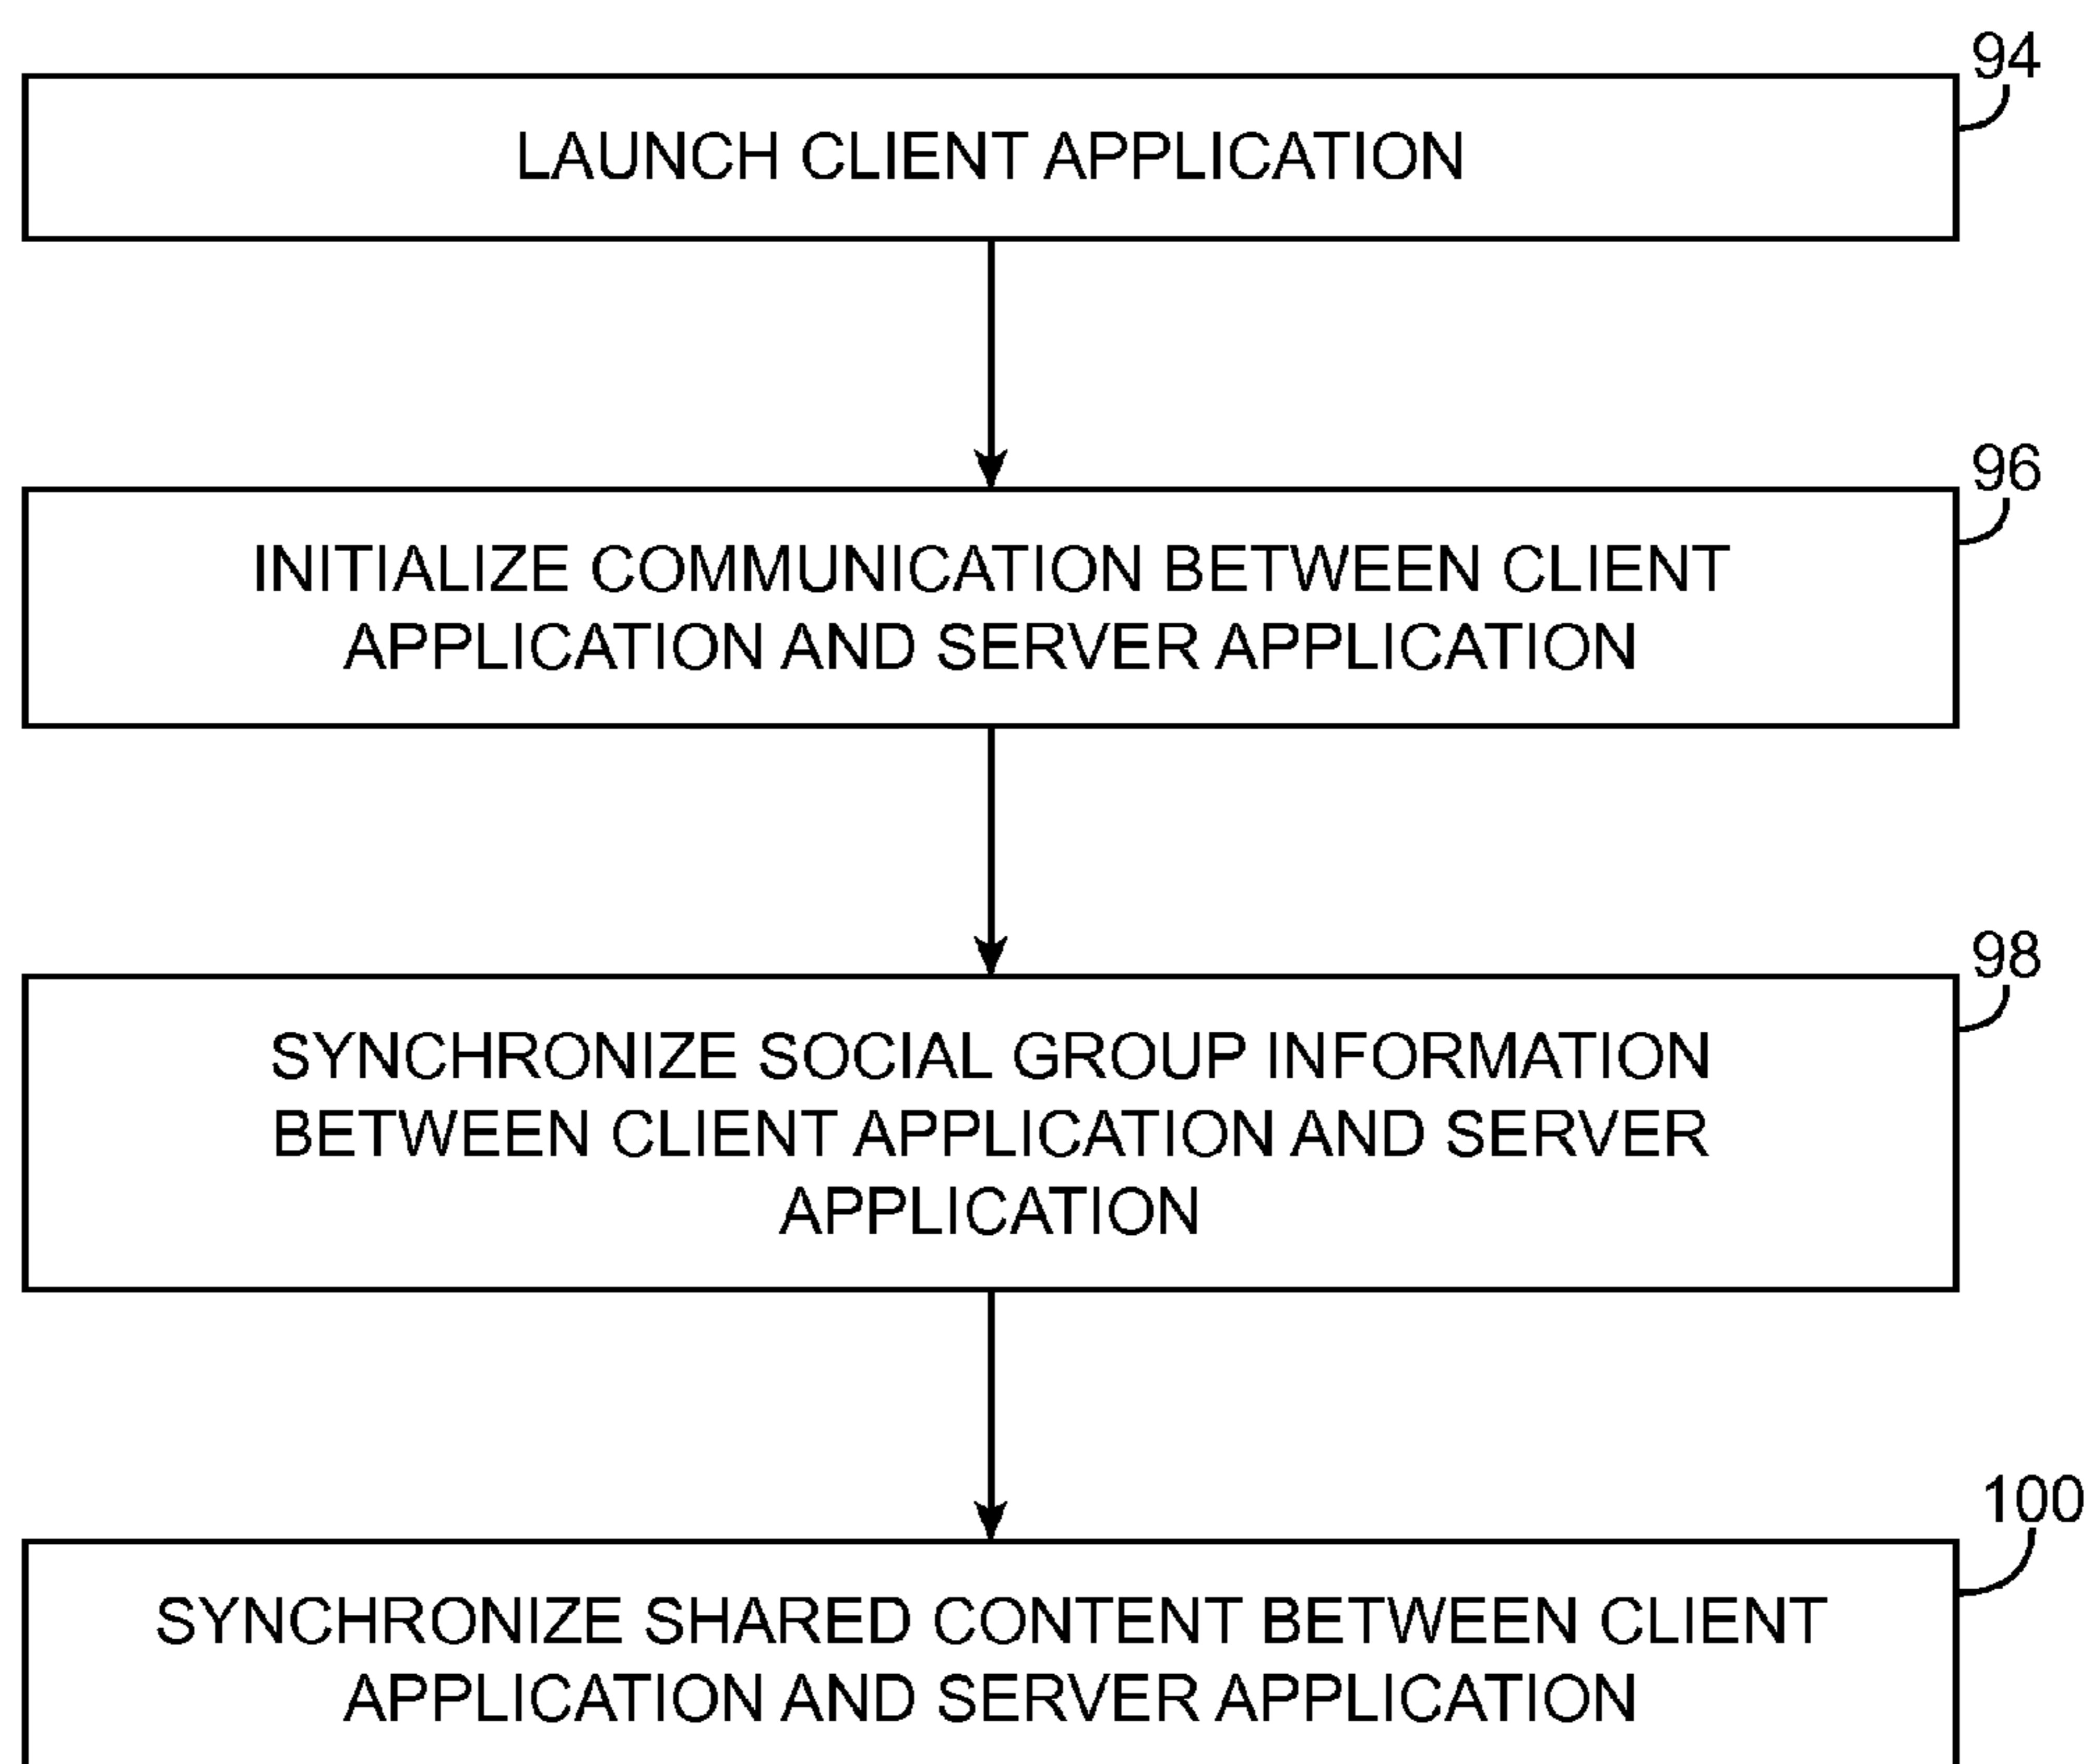 94
LAUNCH CLIENT APPLICATION
96
INITIALIZE COMMUNICATION BETWEEN CLIENT
APPLICATION AND SERVER APPLICATION
98
SYNCHRONIZE SOCIAL GROUP INFORMATION
BETWEEN CLIENT APPLICATION AND SERVER
APPLICATION
100
SYNCHRONIZE SHARED CONTENT BETWEEN CLIENT
APPLICATION AND SERVER APPLICATION